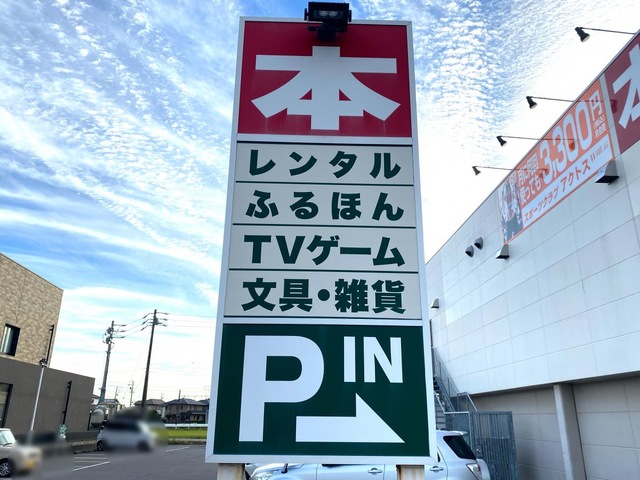 本
レンタル
ふるほん
TVゲーム
文具・雑貨
P IN
3,300円
スポーツクラブ アクトス
本